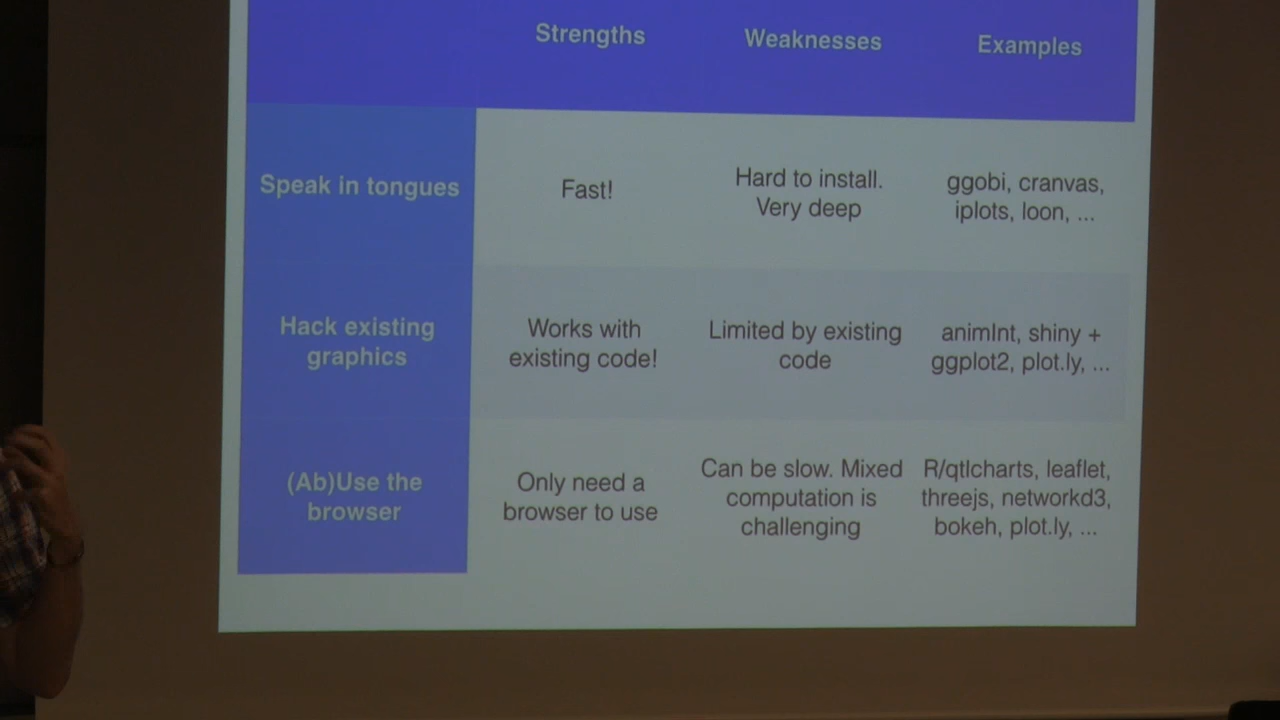 Strengths
Weaknesses
Examples
Speak in tongues
Fast!
Hard to install.
Very deep
ggobi, cranvas,
iplots, loon, ...
Hack existing
graphics
Works with
existing code!
Limited by existing
code
animInt, shiny +
ggplot2, plot.ly, ...
(Ab)Use the
browser
Only need a
browser to use
Can be slow. Mixed
computation is
challenging
R/qtlcharts, leaflet,
threejs, networkd3,
bokeh, plot.ly, ...